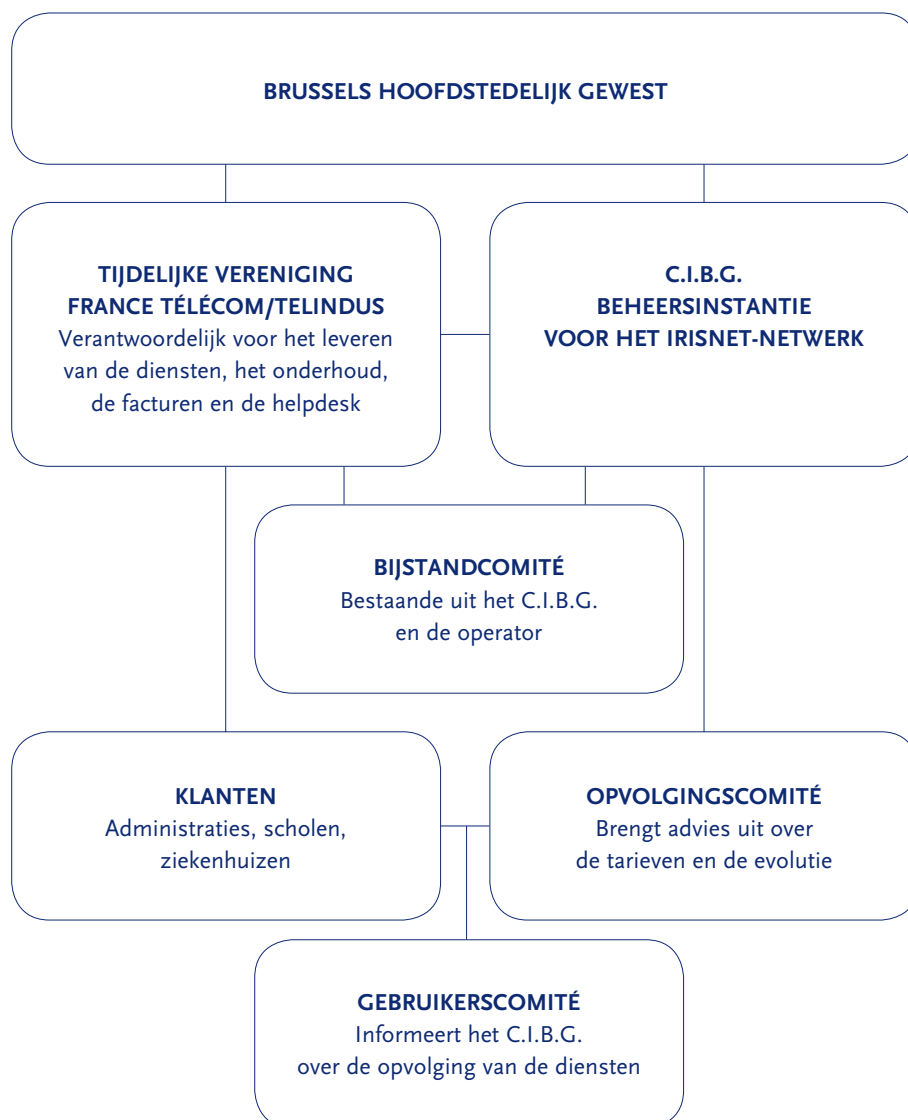 BRUSSELS HOOFDSTEDELIJK GEWEST
TIJDELIJKE VERENIGING
FRANCE TÉLÉCOM/TELINDUS
Verantwoordelijk voor het leveren
van de diensten, het onderhoud,
de facturen en de helpdesk
C.I.B.G.
BEHEERSINSTANTIE
VOOR HET IRISNET-NETWERK
BIJSTANDCOMITÉ
Bestaande uit het C.I.B.G.
en de operator
KLANTEN
Administraties, scholen,
ziekenhuizen
OPVOLGINGSCOMITÉ
Brengt advies uit over
de tarieven en de evolutie
GEBRUIKERSCOMITÉ
Informeert het C.I.B.G.
over de opvolging van de diensten